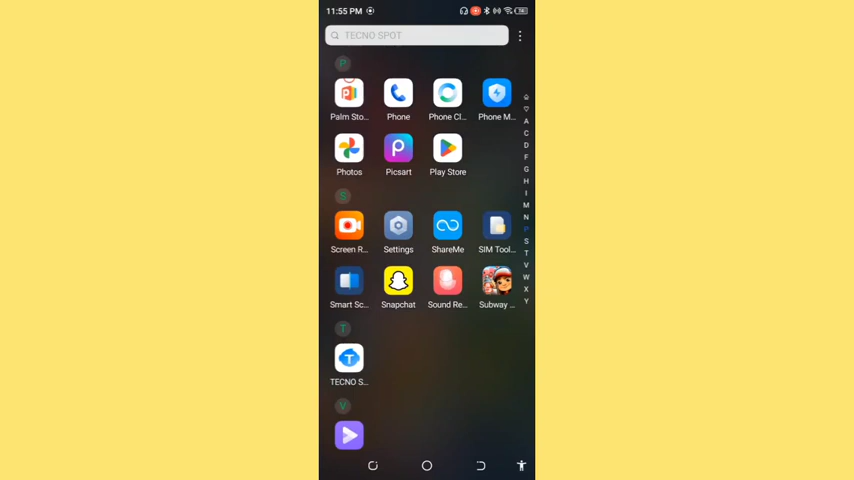 11:55 PM
TECNO SPOT
P
Palm Sto...
Phone
Phone Cl...
Phone M...
Photos
Picsart
Play Store
S
Screen R...
Settings
ShareMe
SIM Tool...
Smart Sc...
Snapchat
Sound Re...
Subway ...
T
TECNO S...
V
A
C
D
F
G
H
I
M
N
P
S
T
V
W
X
Y